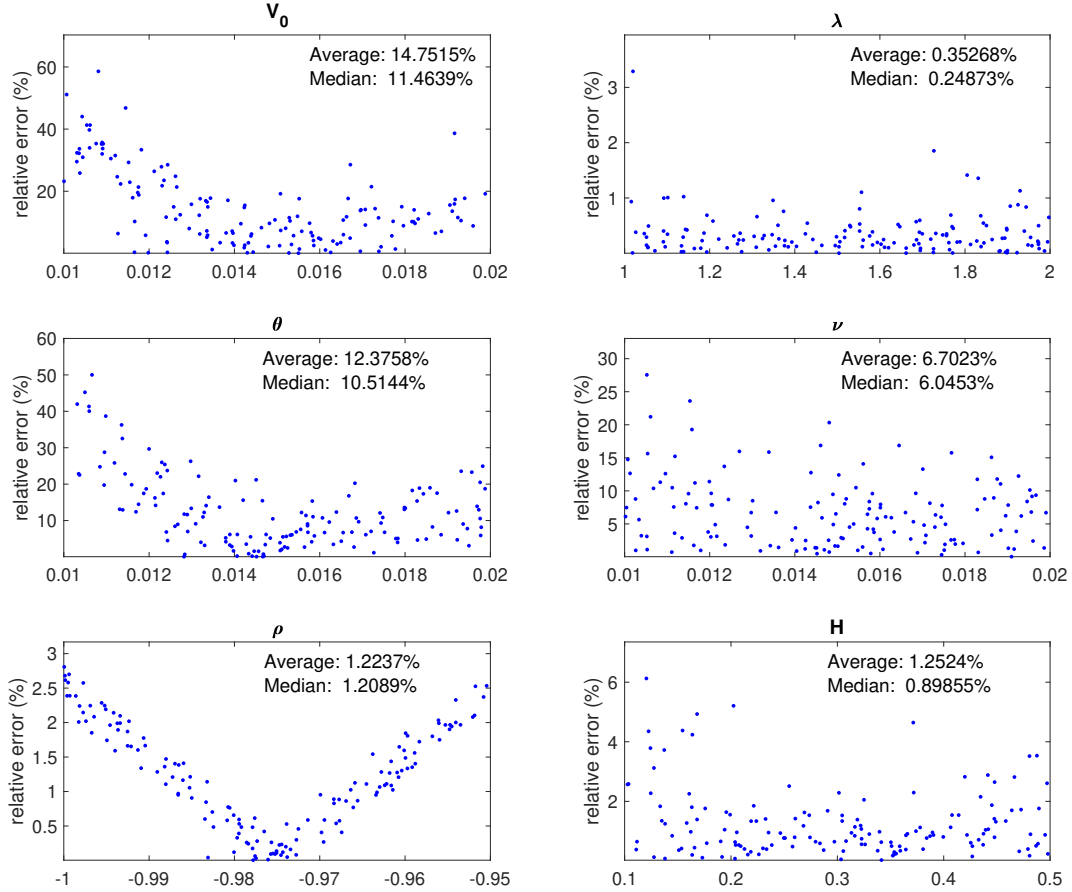 V0
relative error (%)
60
40
20
Average: 14.7515%
Median: 11.4639%
0.01 0.012 0.014 0.016 0.018 0.02
λ
relative error (%)
3
2
1
Average: 0.35268%
Median: 0.24873%
1 1.2 1.4 1.6 1.8 2
θ
relative error (%)
60
50
40
30
20
10
Average: 12.3758%
Median: 10.5144%
0.01 0.012 0.014 0.016 0.018 0.02
ν
relative error (%)
30
25
20
15
10
5
Average: 6.7023%
Median: 6.0453%
0.01 0.012 0.014 0.016 0.018 0.02
ρ
relative error (%)
3
2.5
2
1.5
1
0.5
Average: 1.2237%
Median: 1.2089%
-1 -0.99 -0.98 -0.97 -0.96 -0.95
H
relative error (%)
6
4
2
Average: 1.2524%
Median: 0.89855%
0.1 0.2 0.3 0.4 0.5